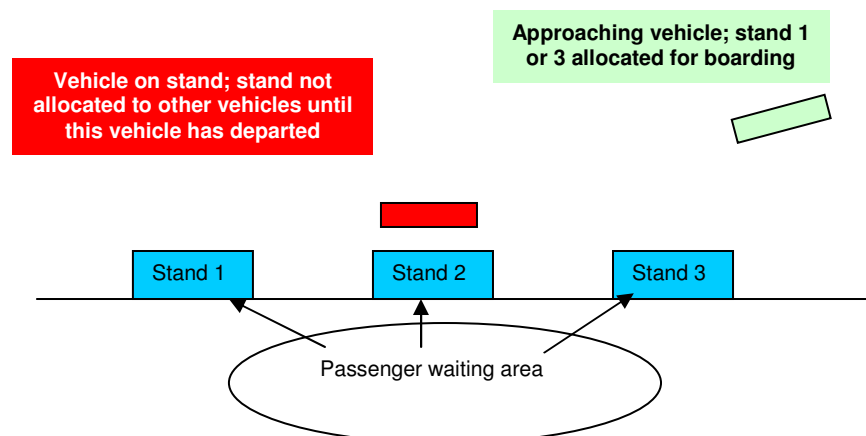 Approaching vehicle; stand 1
or 3 allocated for boarding
Vehicle on stand; stand not
allocated to other vehicles until
this vehicle has departed
Stand 1
Stand 2
Stand 3
Passenger waiting area